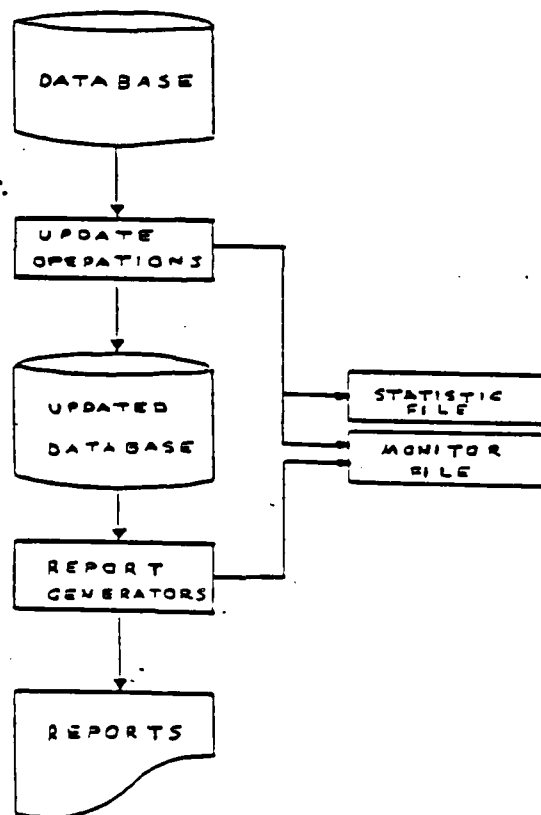 DATABASE
UPDATE
OPERATIONS
UPDATED
DATABASE
STATISTIC
FILE
MONITOR
FILE
REPORT
GENERATORS
REPORTS